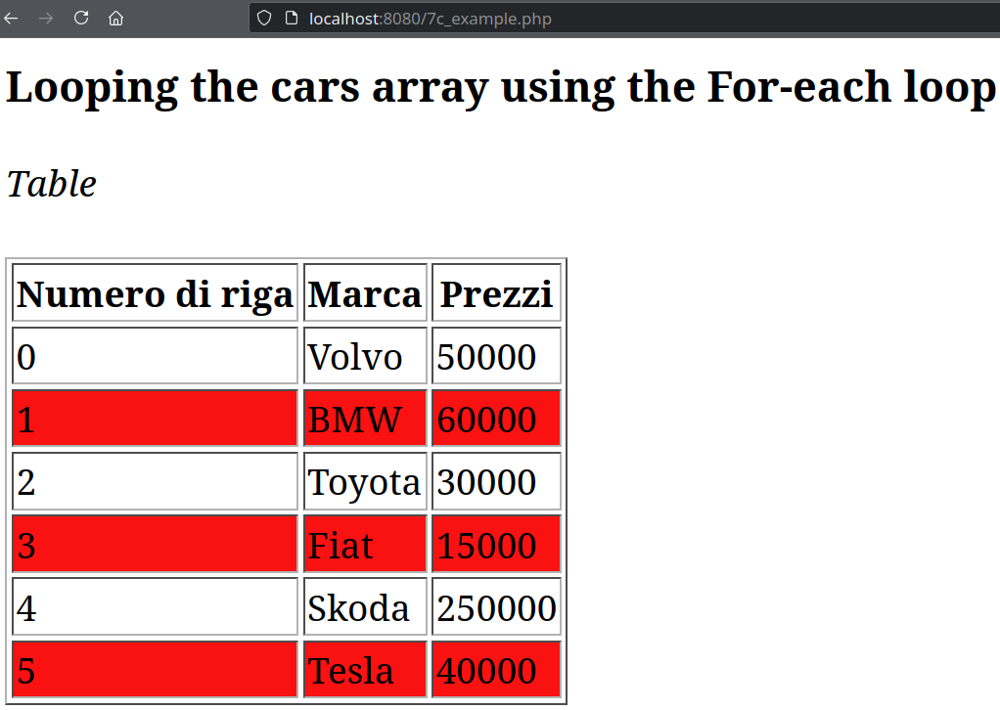 localhost:8080/7c_example.php
Looping the cars array using the For-each loop
Table
Numero di riga Marca Prezzi
0 Volvo 50000
1 BMW 60000
2 Toyota 30000
3 Fiat 15000
4 Skoda 250000
5 Tesla 40000